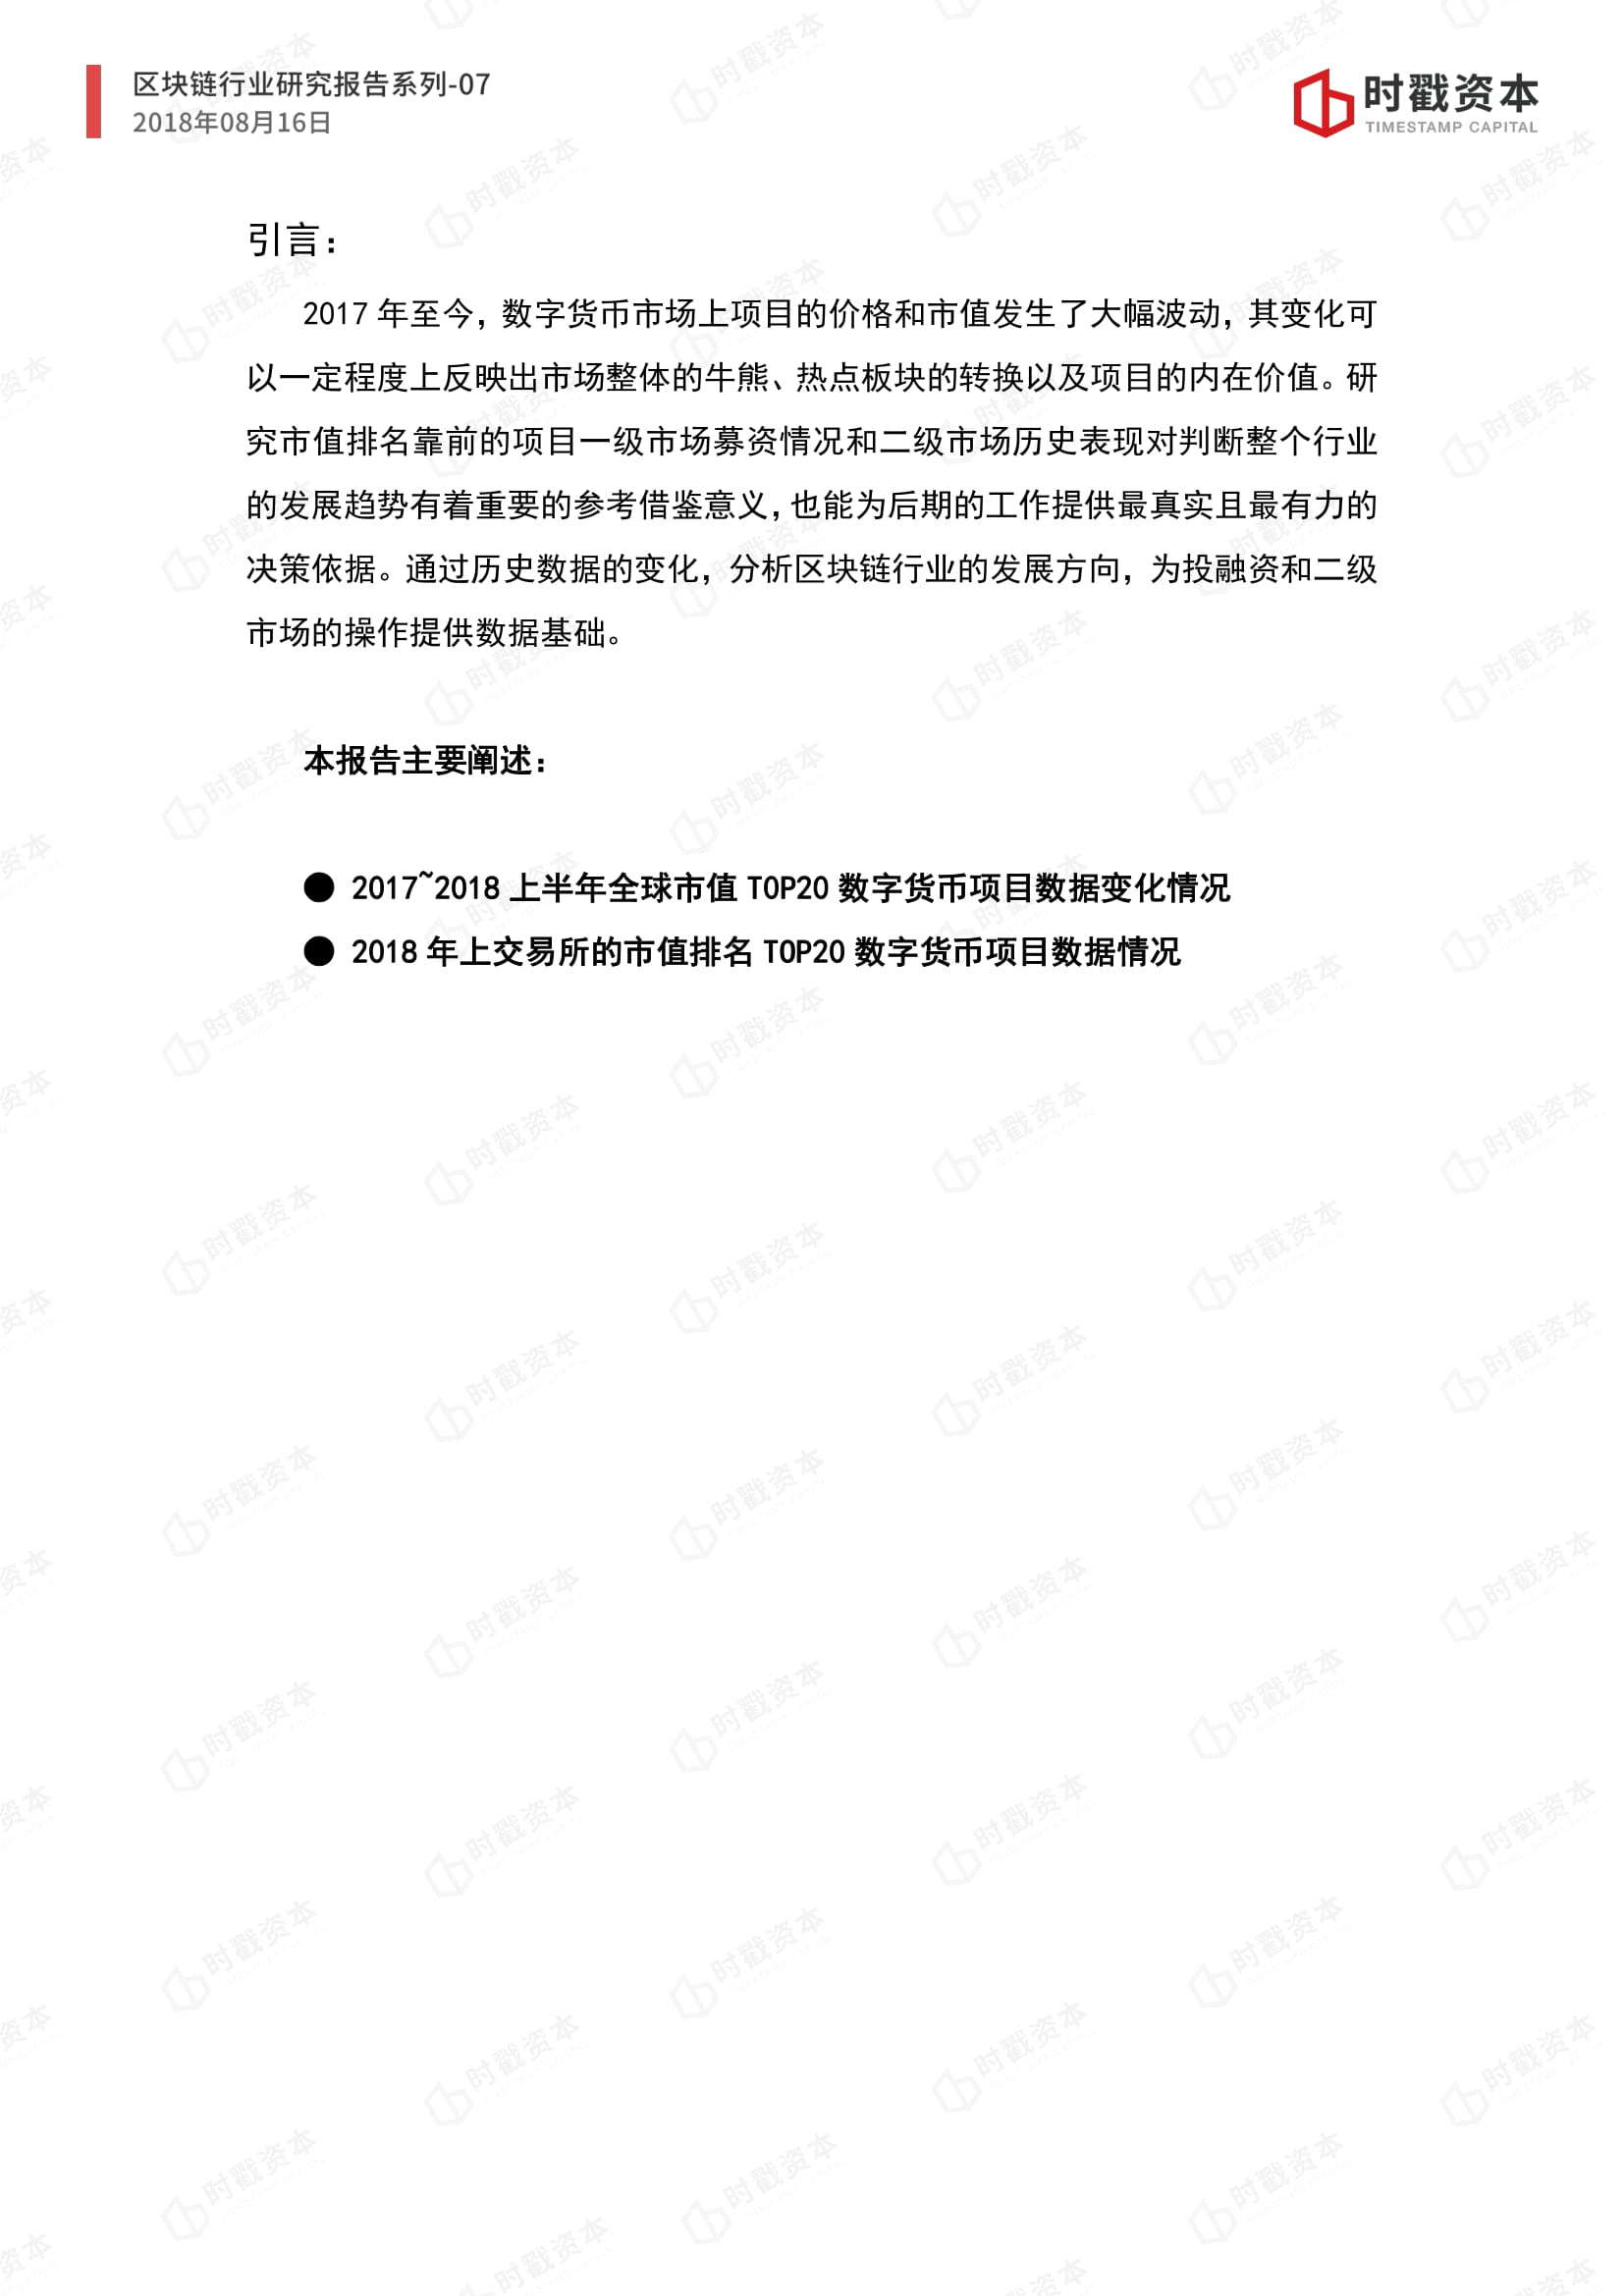 区块链行业研究报告系列-07
2018年08月16日
时戳资本
TIMESTAMP CAPITAL
引言：
2017 年至今，数字货币市场上项目的价格和市值发生了大幅波动，其变化可
以一定程度上反映出市场整体的牛熊、热点板块的转换以及项目的内在价值。研
究市值排名靠前的项目一级市场募资情况和二级市场历史表现对判断整个行业
的发展趋势有着重要的参考借鉴意义，也能为后期的工作提供最真实且最有力的
决策依据。通过历史数据的变化，分析区块链行业的发展方向，为投融资和二级
市场的操作提供数据基础。
本报告主要阐述：
● 2017~2018 上半年全球市值 TOP20 数字货币项目数据变化情况
● 2018 年上交易所的市值排名 TOP20 数字货币项目数据情况